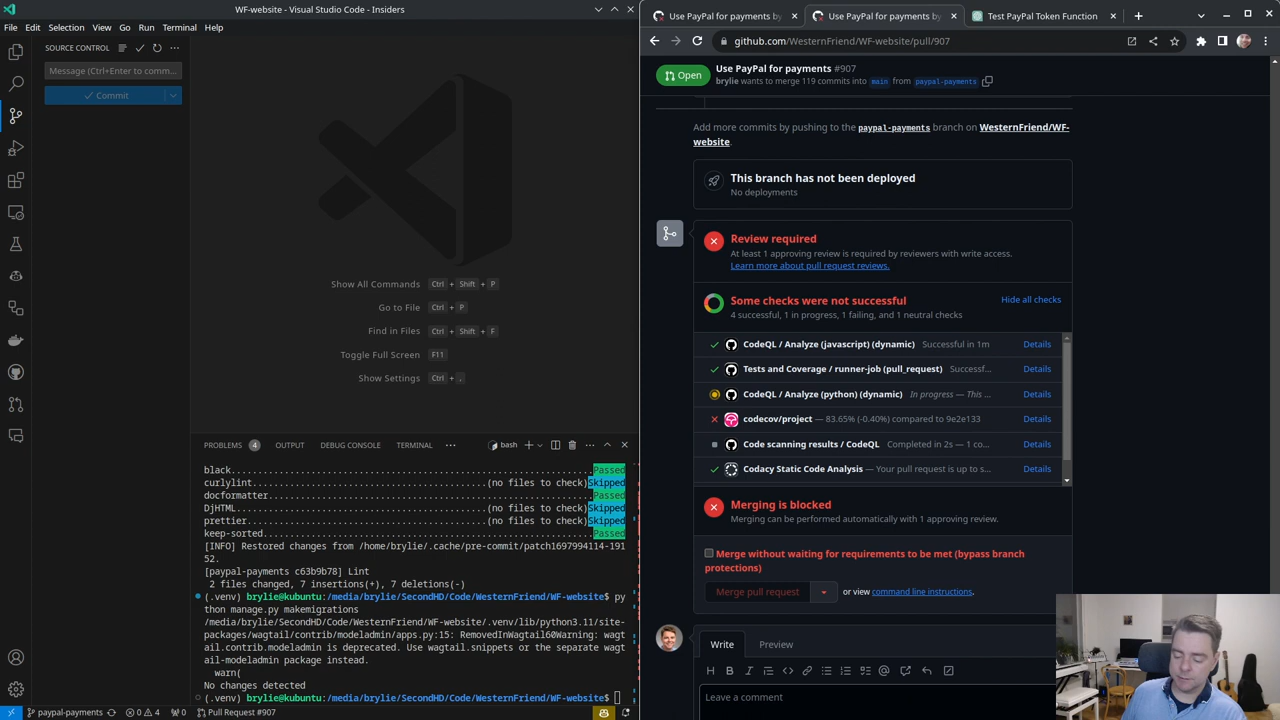 WF-website - Visual Studio Code - Insiders
File Edit Selection View Go Run Terminal Help
SOURCE CONTROL
Message (Ctrl+Enter to comm...
Commit
Show All Commands Ctrl + Shift + P
Go to File Ctrl + P
Find in Files Ctrl + Shift + F
Toggle Full Screen F11
Show Settings Ctrl + ,
PROBLEMS 4 OUTPUT DEBUG CONSOLE TERMINAL ... bash
black..............................................................Passed
curlylint............................................(no files to check)Skipped
docformatter.......................................................Passed
DjHTML...............................................(no files to check)Skipped
prettier.............................................(no files to check)Skipped
keep-sorted........................................................Passed
[INFO] Restored changes from /home/brylie/.cache/pre-commit/patch1697994114-191
52.
[paypal-payments c63b9b78] Lint
2 files changed, 7 insertions(+), 7 deletions(-)
(.venv) brylie@kubuntu:/media/brylie/SecondHD/Code/WesternFriend/WF-website$ py
thon manage.py makemigrations
/media/brylie/SecondHD/Code/WesternFriend/WF-website/.venv/lib/python3.11/site-
packages/wagtail/contrib/modeladmin/apps.py:15: RemovedInWagtail60Warning: wagt
ail.contrib.modeladmin is deprecated. Use wagtail.snippets or the separate wagt
ail-modeladmin package instead.
warn(
No changes detected
(.venv) brylie@kubuntu:/media/brylie/SecondHD/Code/WesternFriend/WF-website$
paypal-payments 0 4 0 Pull Request #907
Use PayPal for payments by
Use PayPal for payments by
Test PayPal Token Function
github.com/WesternFriend/WF-website/pull/907
Open
Use PayPal for payments #907
brylie wants to merge 119 commits into main from paypal-payments
Add more commits by pushing to the paypal-payments branch on WesternFriend/WF-
website.
This branch has not been deployed
No deployments
Review required
At least 1 approving review is required by reviewers with write access.
Learn more about pull request reviews.
Some checks were not successful Hide all checks
4 successful, 1 in progress, 1 failing, and 1 neutral checks
CodeQL / Analyze (javascript) (dynamic) Successful in 1m Details
Tests and Coverage / runner-job (pull_request) Successf... Details
CodeQL / Analyze (python) (dynamic) In progress — This ... Details
codecov/project — 83.65% (-0.40%) compared to 9e2e133 Details
Code scanning results / CodeQL Completed in 2s — 1 co... Details
Codacy Static Code Analysis — Your pull request is up to s... Details
Merging is blocked
Merging can be performed automatically with 1 approving review.
Merge without waiting for requirements to be met (bypass branch
protections)
Merge pull request or view command line instructions.
Write Preview
Leave a comment